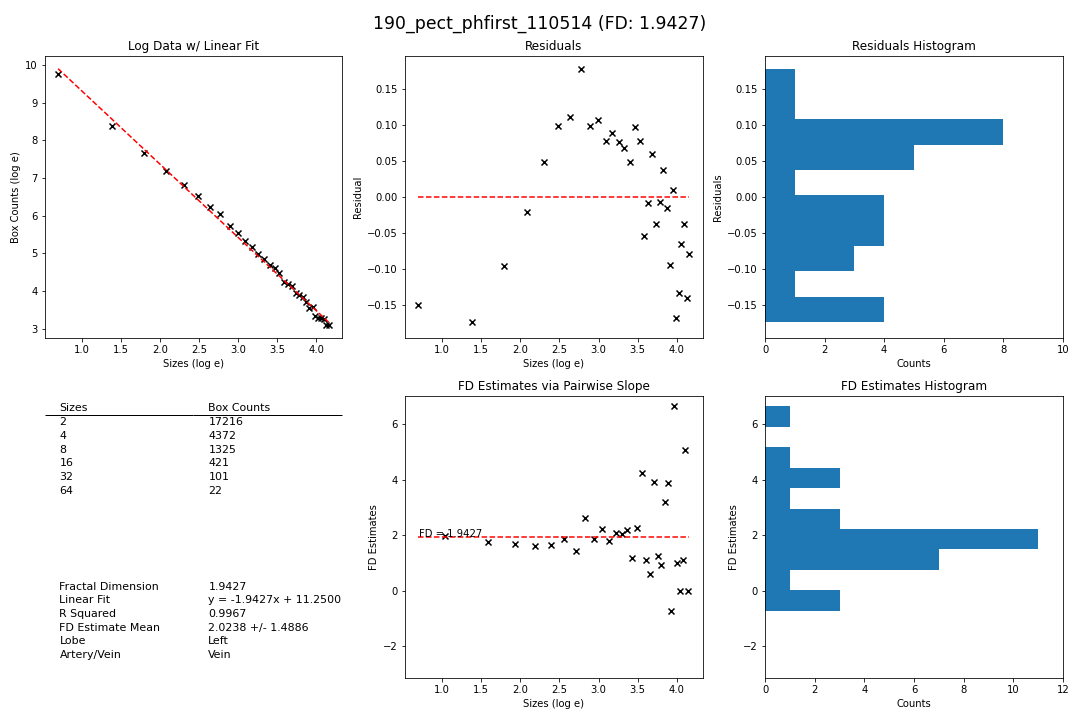 190_pect_phfirst_110514 (FD: 1.9427)
Log Data w/ Linear Fit
10
9
8
7
6
5
4
3
Box Counts (log e)
1.0 1.5 2.0 2.5 3.0 3.5 4.0
Sizes (log e)
Residuals
0.15
0.10
0.05
0.00
−0.05
−0.10
−0.15
Residual
1.0 1.5 2.0 2.5 3.0 3.5 4.0
Sizes (log e)
Residuals Histogram
0.15
0.10
0.05
0.00
−0.05
−0.10
−0.15
Residuals
0 2 4 6 8 10
Counts
Sizes Box Counts
2 17216
4 4372
8 1325
16 421
32 101
64 22
Fractal Dimension 1.9427
Linear Fit y = -1.9427x + 11.2500
R Squared 0.9967
FD Estimate Mean 2.0238 +/- 1.4886
Lobe Left
Artery/Vein Vein
FD Estimates via Pairwise Slope
6
4
2
0
−2
FD Estimates
FD = 1.9427
1.0 1.5 2.0 2.5 3.0 3.5 4.0
Sizes (log e)
FD Estimates Histogram
6
4
2
0
−2
FD Estimates
0 2 4 6 8 10 12
Counts